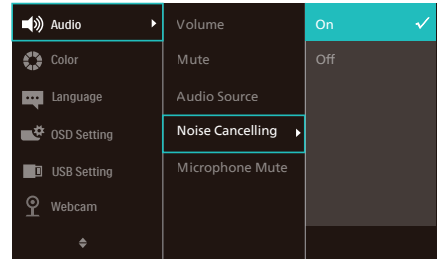 Audio
Color
Language
OSD Setting
USB Setting
Webcam
Volume
Mute
Audio Source
Noise Cancelling
Microphone Mute
On
Off